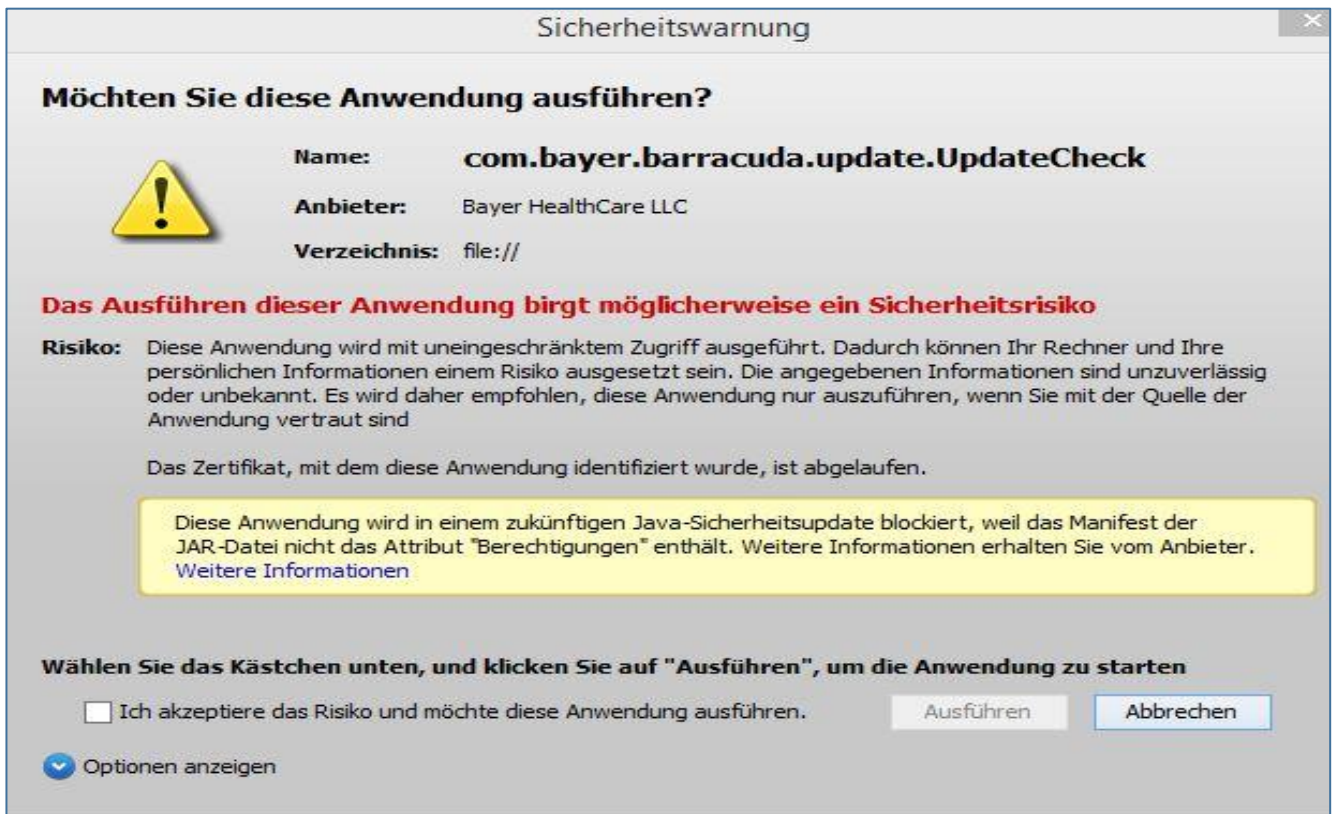 Sicherheitswarnung
Möchten Sie diese Anwendung ausführen?
Name: com.bayer.barracuda.update.UpdateCheck
Anbieter: Bayer HealthCare LLC
Verzeichnis: file://
Das Ausführen dieser Anwendung birgt möglicherweise ein Sicherheitsrisiko
Risiko: Diese Anwendung wird mit uneingeschränktem Zugriff ausgeführt. Dadurch können Ihr Rechner und Ihre
persönlichen Informationen einem Risiko ausgesetzt sein. Die angegebenen Informationen sind unzuverlässig
oder unbekannt. Es wird daher empfohlen, diese Anwendung nur auszuführen, wenn Sie mit der Quelle der
Anwendung vertraut sind
Das Zertifikat, mit dem diese Anwendung identifiziert wurde, ist abgelaufen.
Diese Anwendung wird in einem zukünftigen Java-Sicherheitsupdate blockiert, weil das Manifest der
JAR-Datei nicht das Attribut "Berechtigungen" enthält. Weitere Informationen erhalten Sie vom Anbieter.
Weitere Informationen
Wählen Sie das Kästchen unten, und klicken Sie auf "Ausführen", um die Anwendung zu starten
Ich akzeptiere das Risiko und möchte diese Anwendung ausführen. Ausführen Abbrechen
Optionen anzeigen